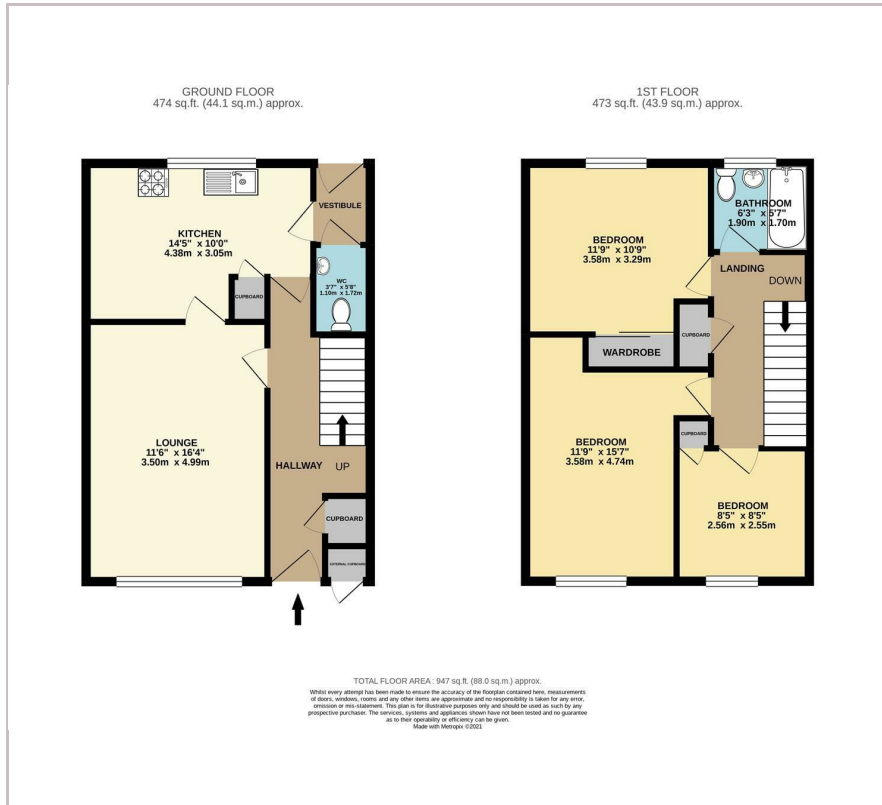 GROUND FLOOR
474 sq.ft. (44.1 sq.m.) approx.
KITCHEN
14'5" x 10'0"
4.38m x 3.05m
VESTIBULE
WC
3'7" x 5'8"
1.10m x 1.72m
CUPBOARD
LOUNGE
11'6" x 16'4"
3.50m x 4.99m
HALLWAY
UP
CUPBOARD
EXTERNAL CUPBOARD
1ST FLOOR
473 sq.ft. (43.9 sq.m.) approx.
BATHROOM
6'3" x 5'7"
1.90m x 1.70m
BEDROOM
11'9" x 10'9"
3.58m x 3.29m
LANDING
DOWN
CUPBOARD
WARDROBE
BEDROOM
11'9" x 15'7"
3.58m x 4.74m
CUPBOARD
BEDROOM
8'5" x 8'5"
2.56m x 2.55m
TOTAL FLOOR AREA : 947 sq.ft. (88.0 sq.m.) approx.
Whilst every attempt has been made to ensure the accuracy of the floorplan contained here, measurements
of doors, windows, rooms and any other items are approximate and no responsibility is taken for any error,
omission or mis-statement. This plan is for illustrative purposes only and should be used as such by any
prospective purchaser. The services, systems and appliances shown have not been tested and no guarantee
as to their operability or efficiency can be given.
Made with Metropix ©2021